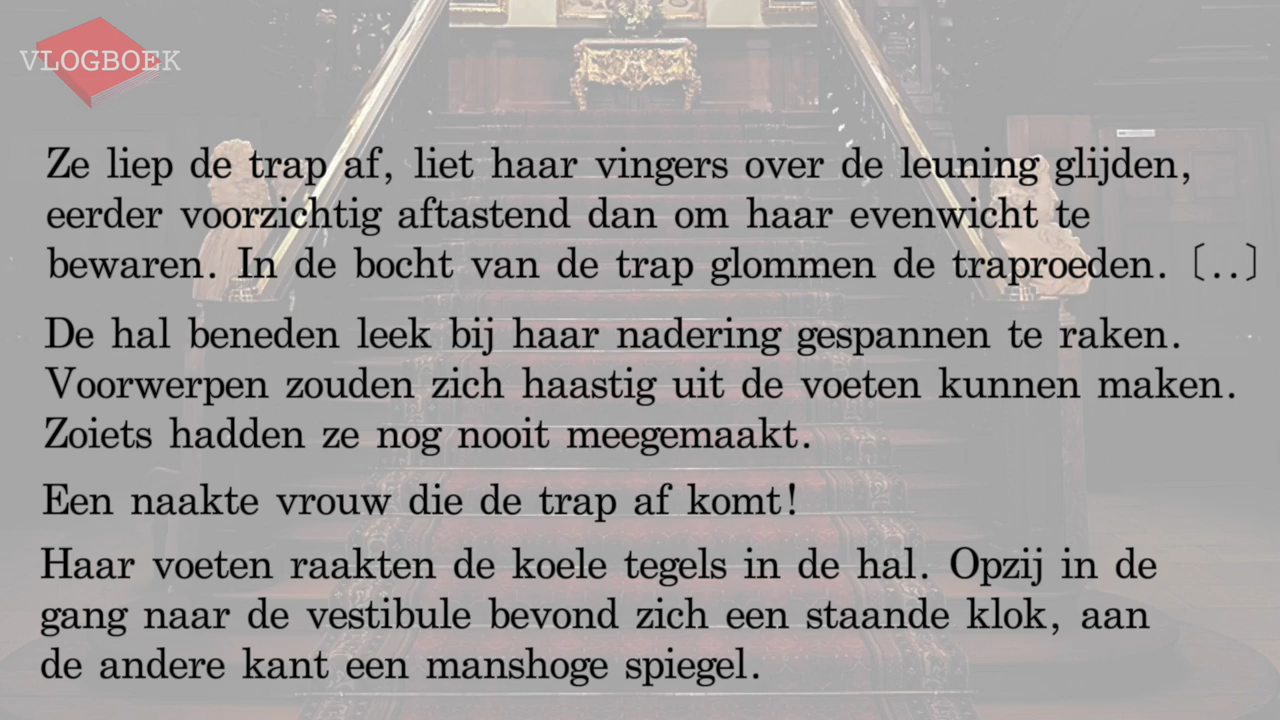 VLOGBOEK
Ze liep de trap af, liet haar vingers over de leuning glijden,
eerder voorzichtig aftastend dan om haar evenwicht te
bewaren. In de bocht van de trap glommen de traproeden. [..]
De hal beneden leek bij haar nadering gespannen te raken.
Voorwerpen zouden zich haastig uit de voeten kunnen maken.
Zoiets hadden ze nog nooit meegemaakt.
Een naakte vrouw die de trap af komt!
Haar voeten raakten de koele tegels in de hal. Opzij in de
gang naar de vestibule bevond zich een staande klok, aan
de andere kant een manshoge spiegel.